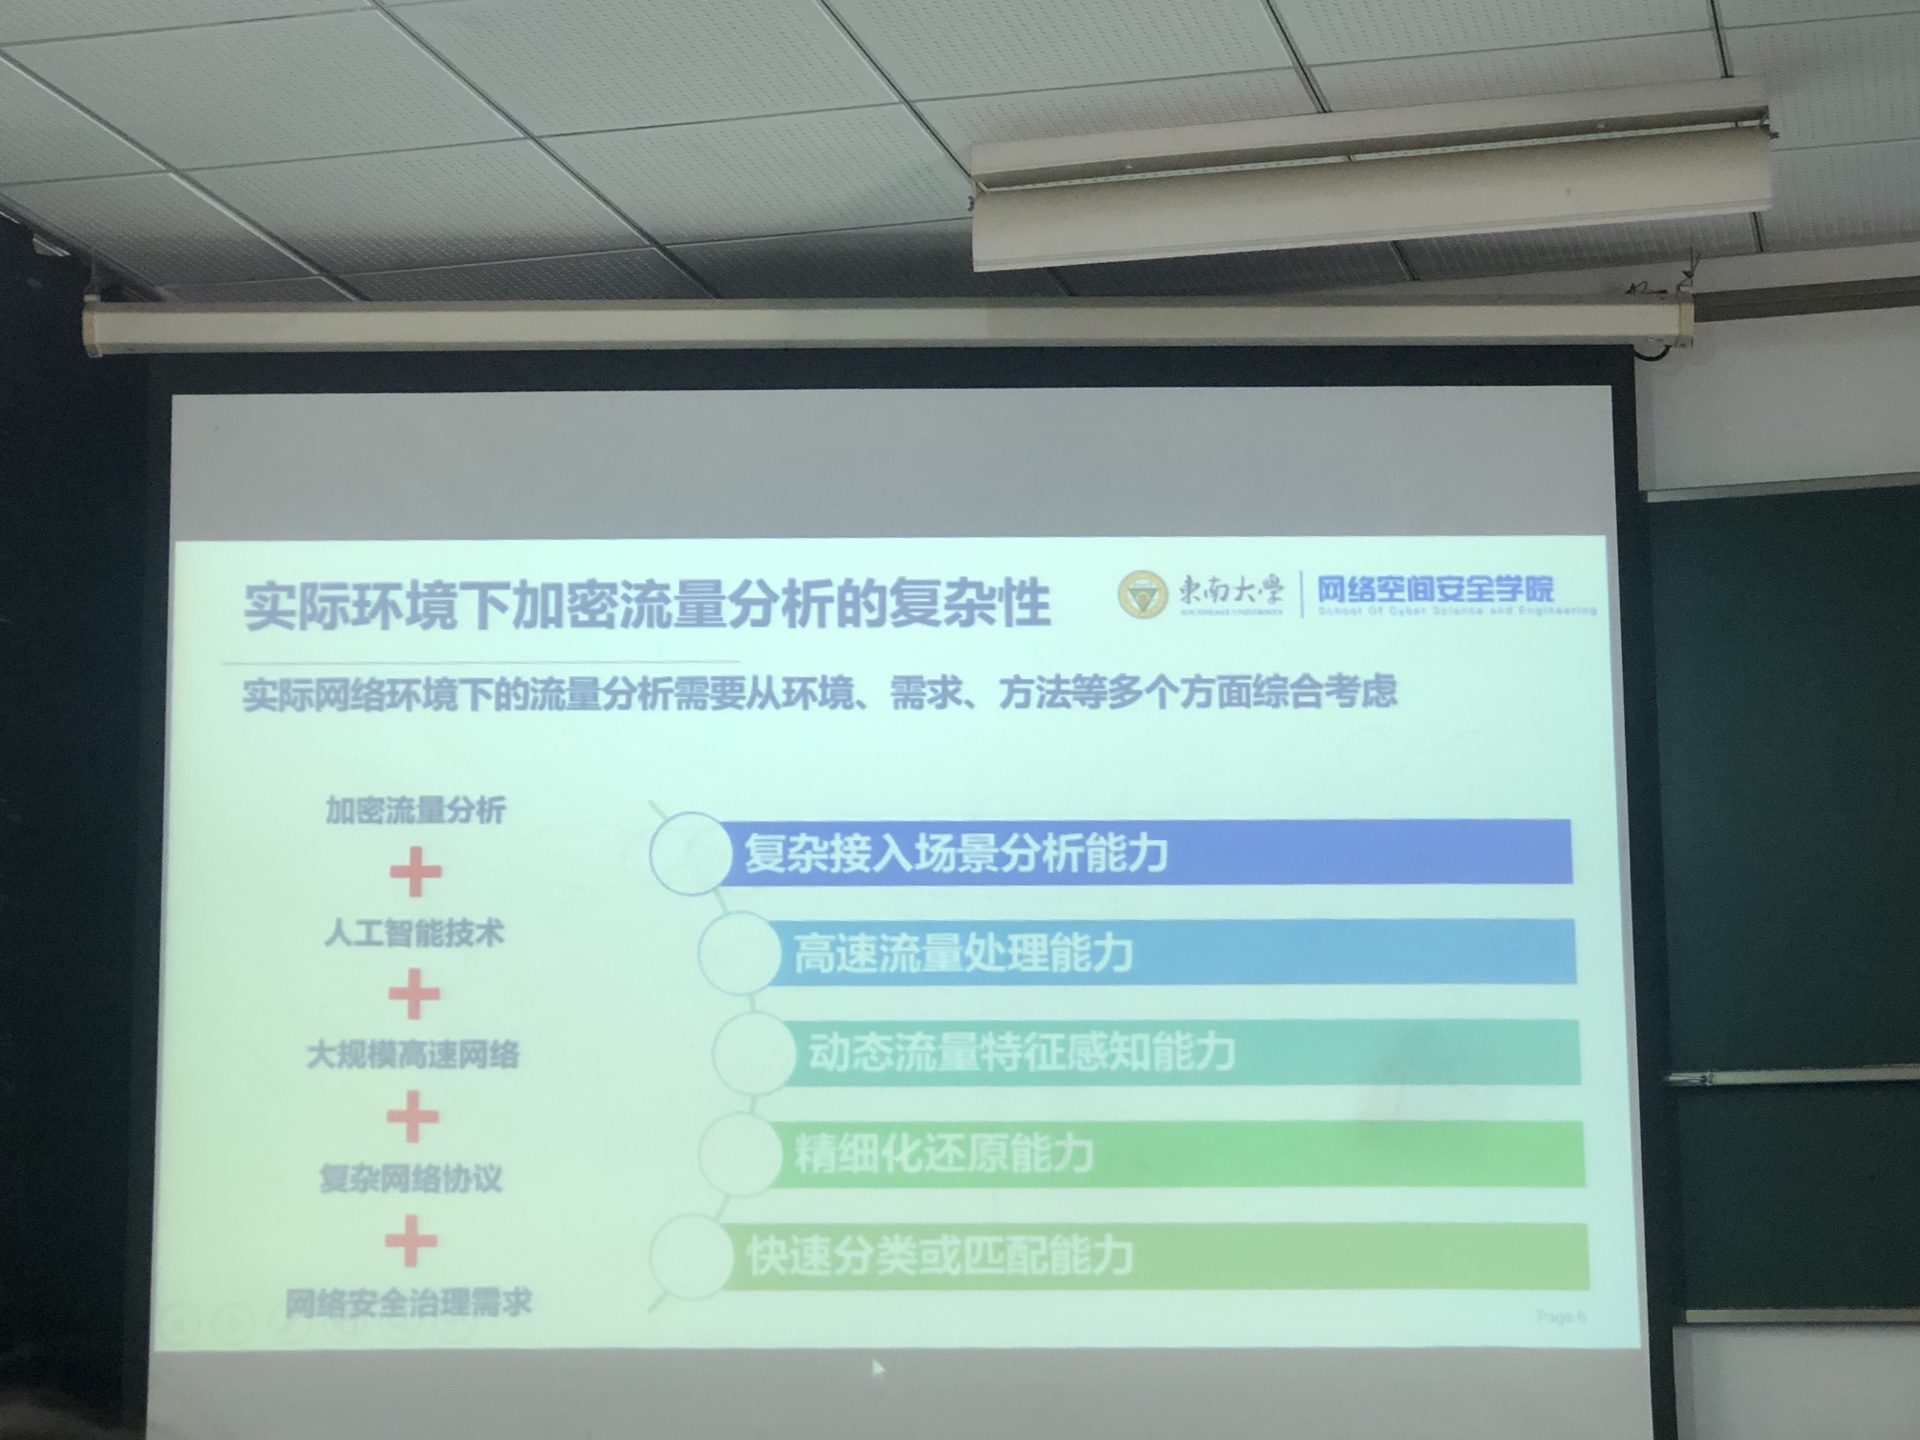 实际环境下加密流量分析的复杂性
東南大學
SOUTHEAST UNIVERSITY
网络空间安全学院
School Of Cyber Science and Engineering
实际网络环境下的流量分析需要从环境、需求、方法等多个方面综合考虑
加密流量分析
+
人工智能技术
+
大规模高速网络
+
复杂网络协议
+
网络安全治理需求
复杂接入场景分析能力
高速流量处理能力
动态流量特征感知能力
精细化还原能力
快速分类或匹配能力
Page 6